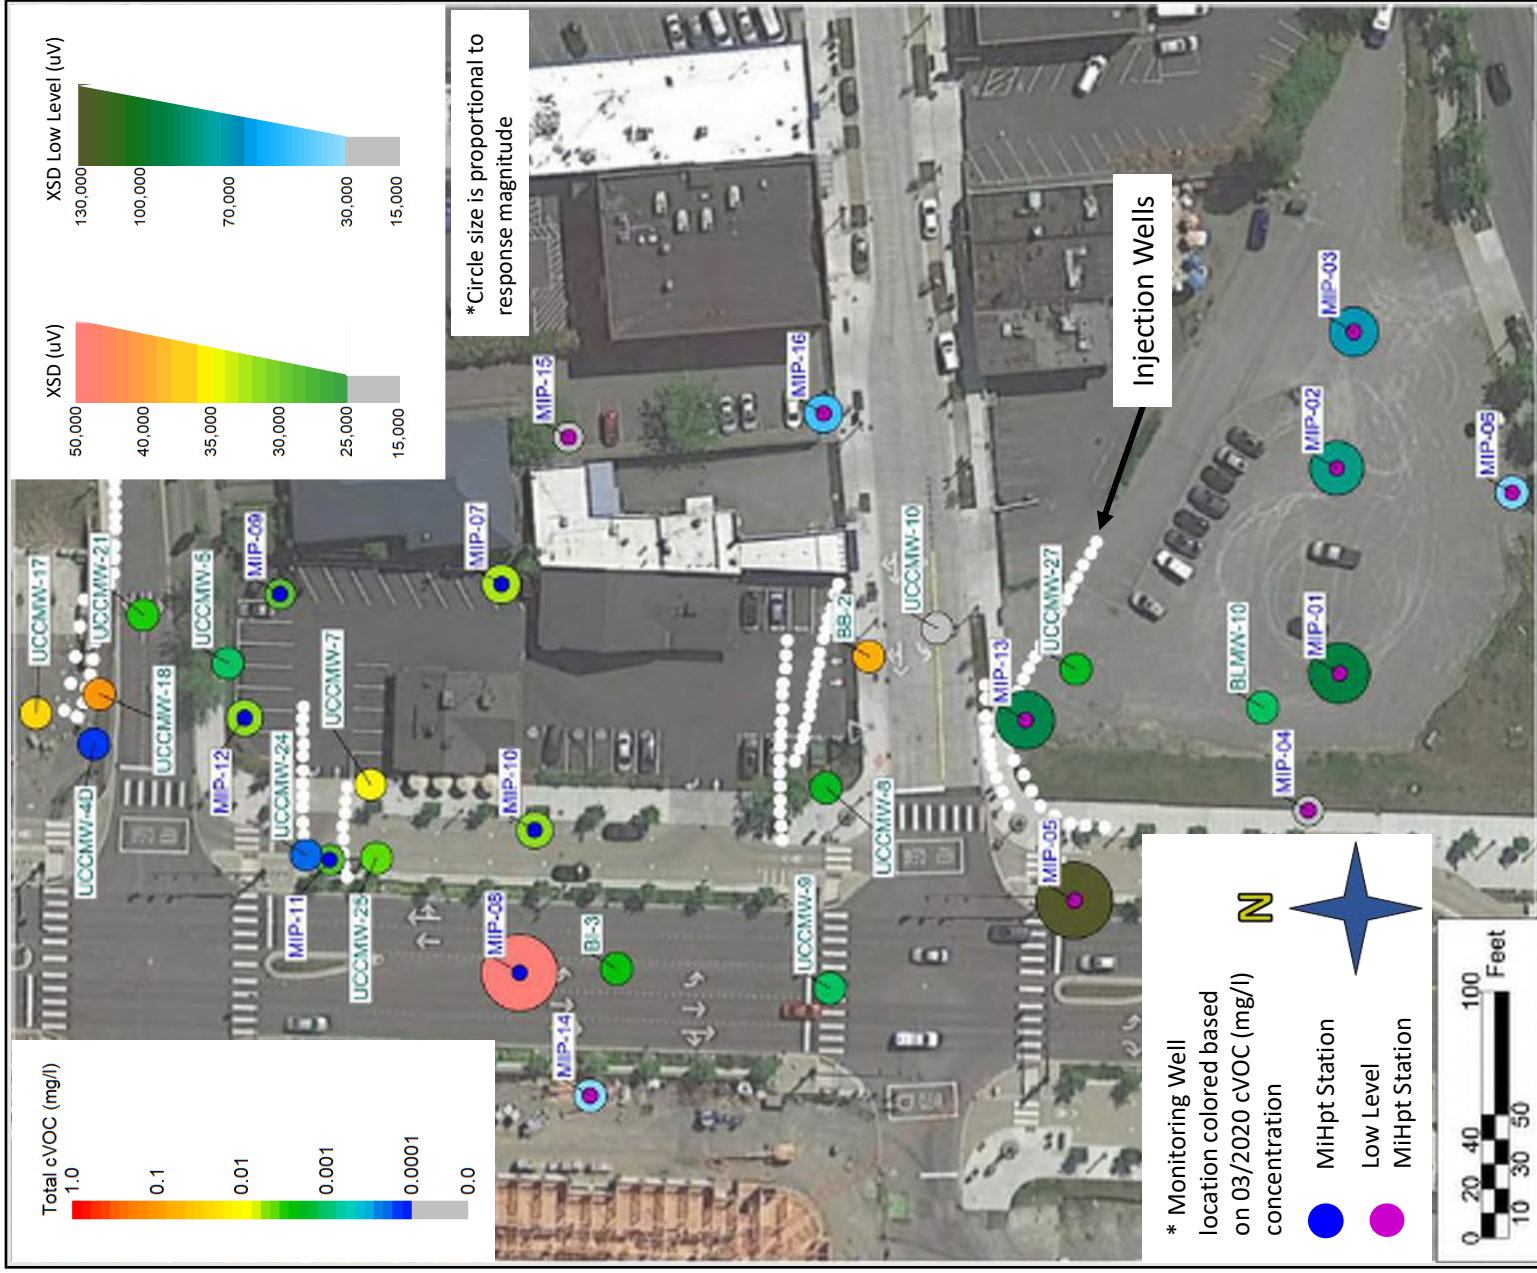 Total cVOC (mg/l)
1.0
0.1
0.01
0.001
0.0001
0.0
XSD (uV)
50,000
40,000
35,000
30,000
25,000
15,000
XSD Low Level (uV)
130,000
100,000
70,000
30,000
15,000
*Circle size is proportional to
response magnitude
UCCMW-17
UCCMW-21
UCCMW-18
UCCMW-4D
UCCMW-5
MIP-09
MIP-12
UCCMW-24
UCCMW-7
MIP-11
UCCMW-25
MIP-07
MIP-10
MIP-08
BI-3
MIP-14
MIP-15
MIP-16
BB-2
UCCMW-10
UCCMW-8
UCCMW-9
MIP-13
UCCMW-27
MIP-05
Injection Wells
MIP-03
MIP-02
MIP-01
BLMW-10
MIP-04
MIP-06
* Monitoring Well
location colored based
on 03/2020 cVOC (mg/l)
concentration
MiHpt Station
Low Level
MiHpt Station
N
0 20 40 100
10 30 50 Feet